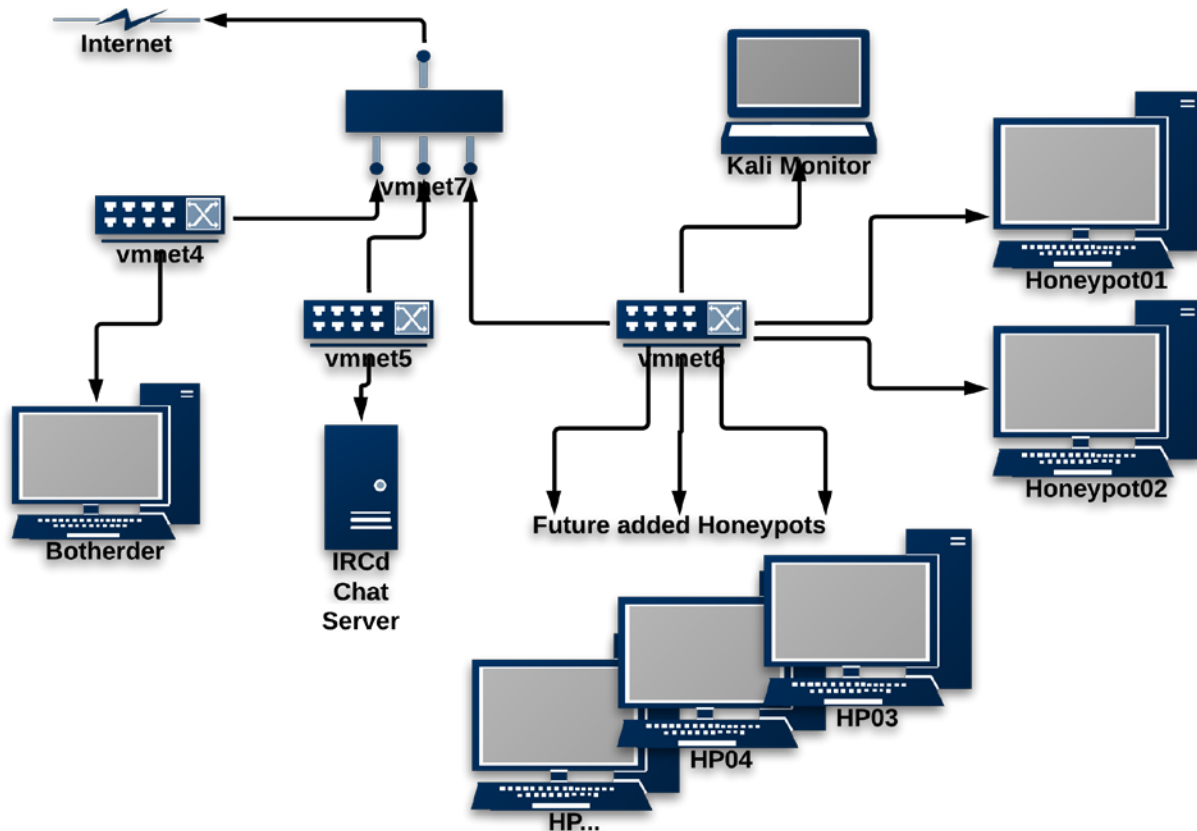 Internet
vmnet7
Kali Monitor
vmnet4
Honeypot01
vmnet5
vmnet6
Honeypot02
Botherder
IRCd
Chat
Server
Future added Honeypots
HP03
HP04
HP...